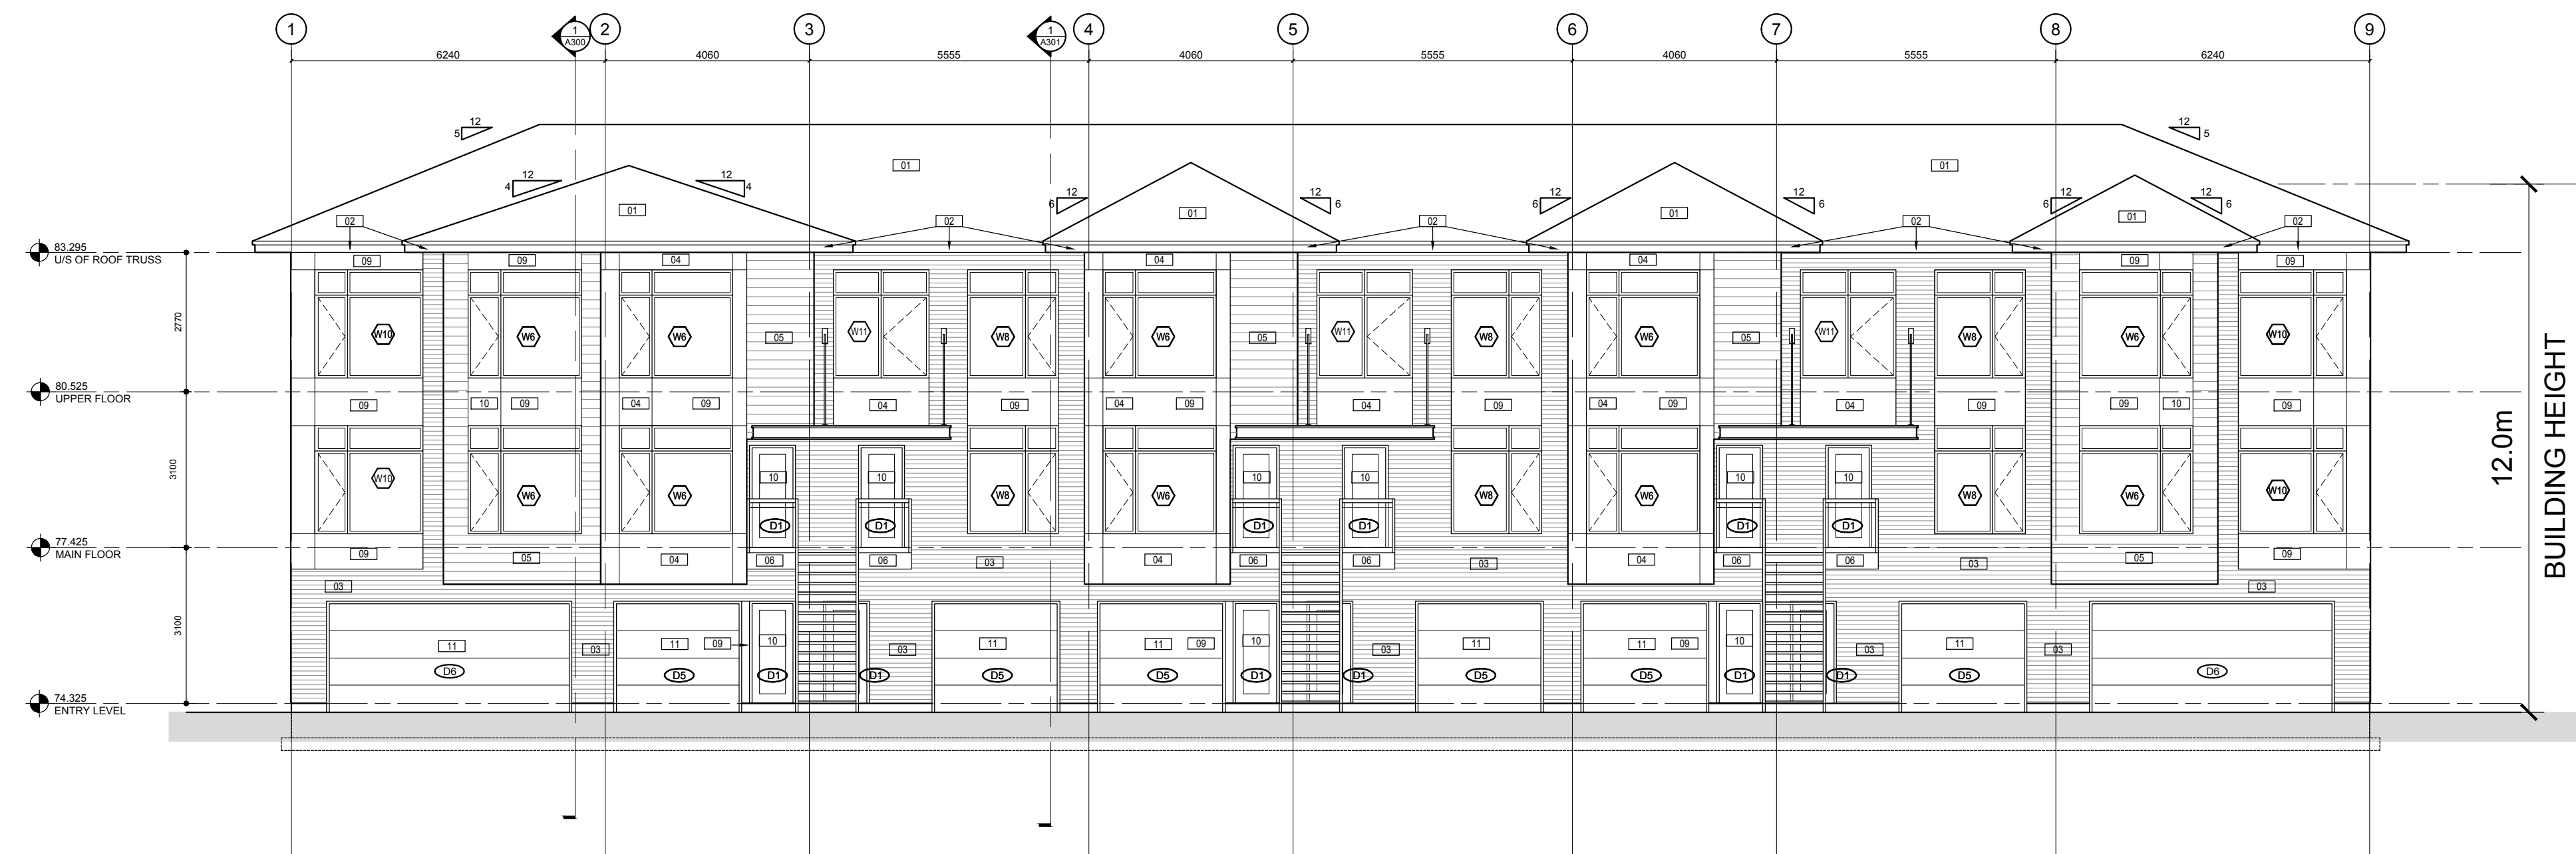 1 2 3 4 5 6 7 8 9
1 A300
1 A301
6240 4060 5555 4060 5555 4060 5555 6240
12 5
12 5
01 01
12 4 12 4
12 6 12 6 12 6 12 6 12 6 12 6
01 01 01 01
02 02 02 02 02
83.295
U/S OF ROOF TRUSS
09 09 04 04 04 09 09
2770
W10 W6 W6 05 W11 W8 W6 05 W11 W8 W6 05 W11 W8 W6 W10
80.525
UPPER FLOOR
09 10 09 04 09 04 09 04 09 04 09 04 09 04 09 09 10 09
3100
W10 W6 W6 10 10 W8 W6 10 10 W8 W6 10 10 W8 W6 W10
D1 D1 D1 D1 D1 D1
77.425
MAIN FLOOR
09 05 04 06 06 03 04 06 06 03 04 06 06 03 05 09
03 03
3100
11 03 11 09 10 03 11 11 09 10 03 11 11 09 10 03 11 03
D6 D5 D1 D1 D5 D5 D1 D1 D5 D5 D1 D1 D5 D6
74.325
ENTRY LEVEL
12.0m
BUILDING HEIGHT